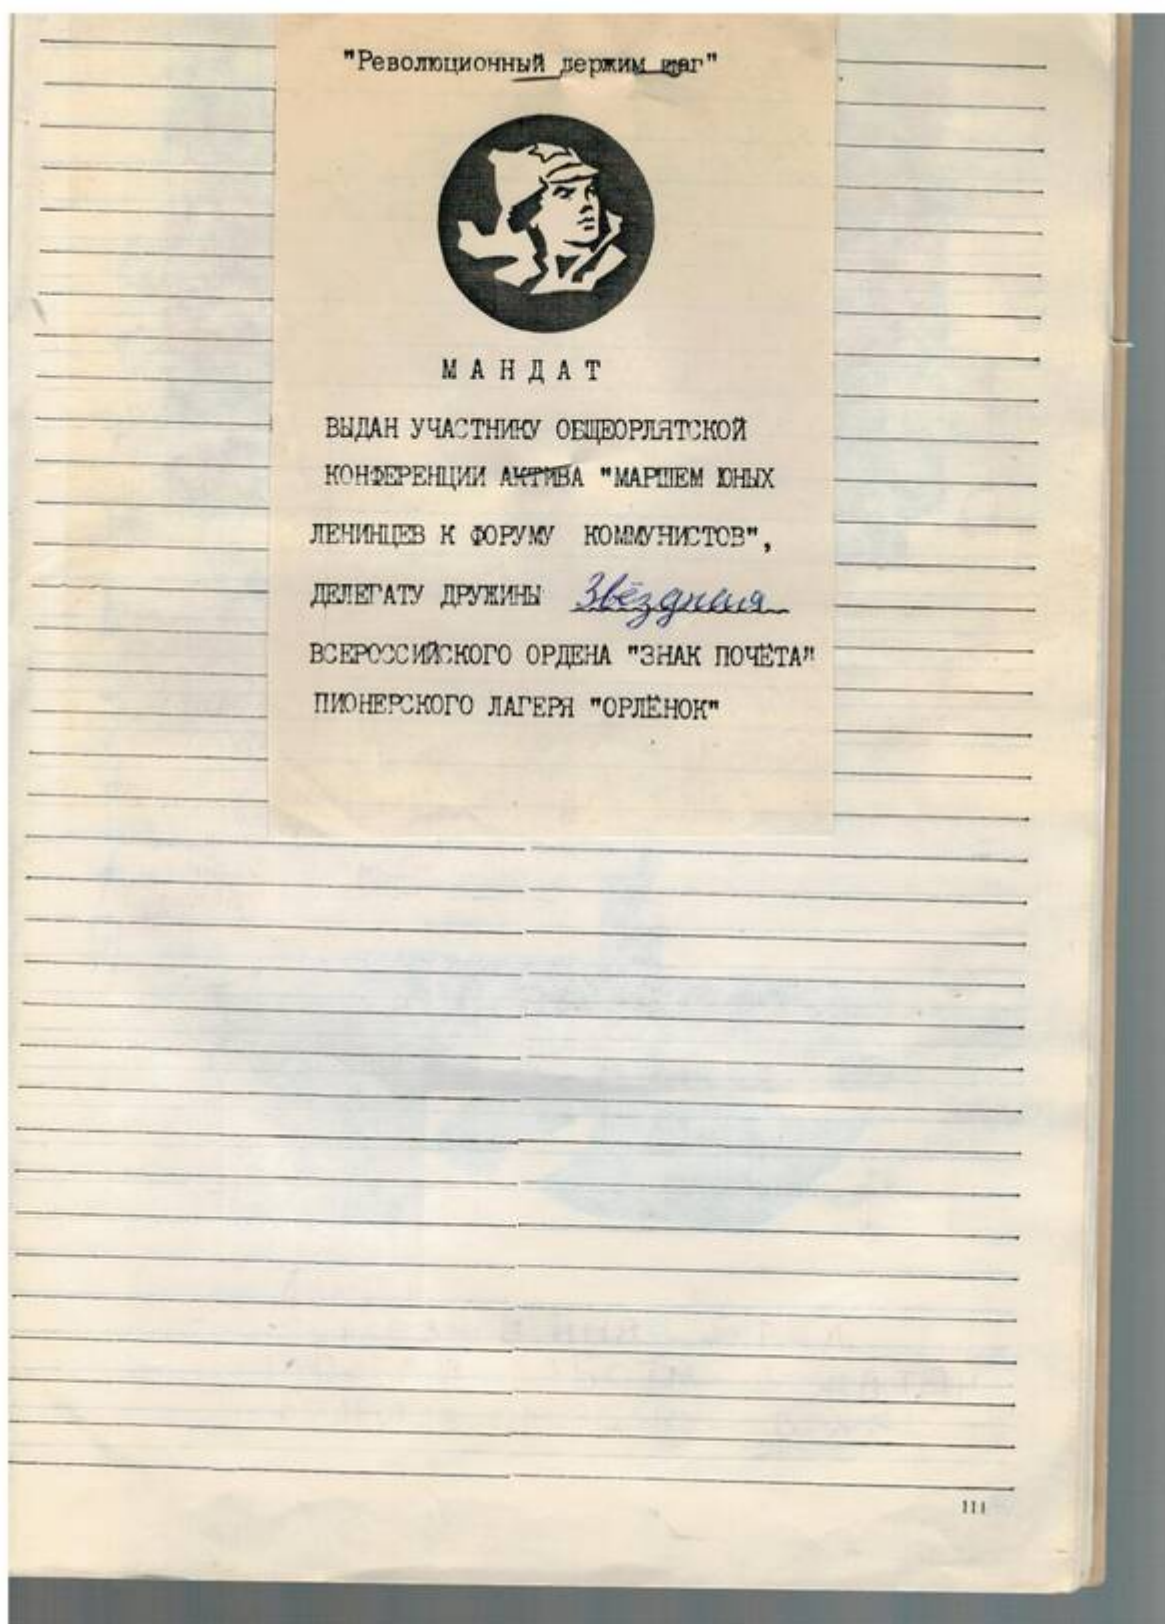 "Революционный держим шаг"
МАНДАТ
ВЫДАН УЧАСТНИКУ ОБЩЕОРЛЯТСКОЙ
КОНФЕРЕНЦИИ АКТИВА "МАРШЕМ ЮНЫХ
ЛЕНИНЦЕВ К ФОРУМУ КОММУНИСТОВ",
ДЕЛЕГАТУ ДРУЖИНЫ Звёздная
ВСЕРОССИЙСКОГО ОРДЕНА "ЗНАК ПОЧЁТА"
ПИОНЕРСКОГО ЛАГЕРЯ "ОРЛЁНОК"
111